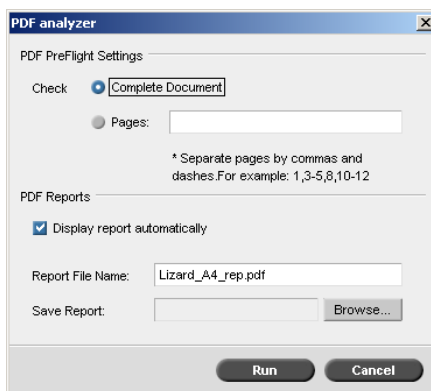 PDF analyzer
PDF PreFlight Settings
Check Complete Document
Pages:
* Separate pages by commas and
dashes.For example: 1,3-5,8,10-12
PDF Reports
Display report automatically
Report File Name: Lizard_A4_rep.pdf
Save Report: Browse...
Run Cancel